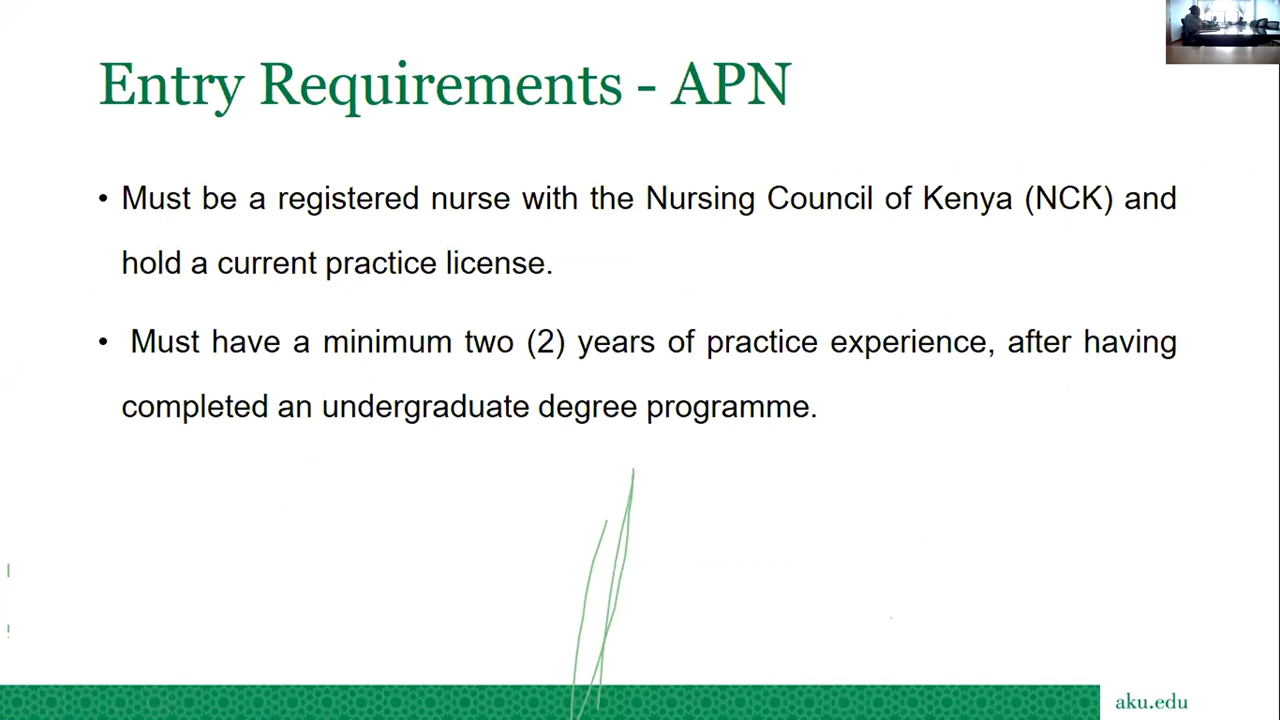 Entry Requirements - APN
• Must be a registered nurse with the Nursing Council of Kenya (NCK) and
hold a current practice license.
• Must have a minimum two (2) years of practice experience, after having
completed an undergraduate degree programme.
aku.edu